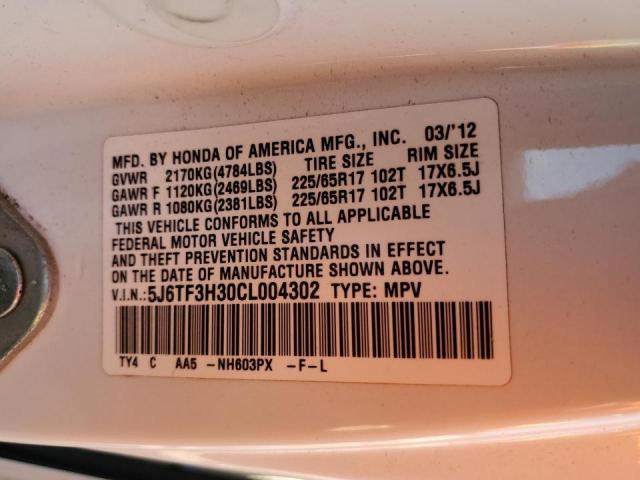 MFD. BY HONDA OF AMERICA MFG., INC. 03/'12
GVWR 2170KG(4784LBS) TIRE SIZE RIM SIZE
GAWR F 1120KG(2469LBS) 225/65R17 102T 17X6.5J
GAWR R 1080KG(2381LBS) 225/65R17 102T 17X6.5J
THIS VEHICLE CONFORMS TO ALL APPLICABLE
FEDERAL MOTOR VEHICLE SAFETY
AND THEFT PREVENTION STANDARDS IN EFFECT
ON THE DATE OF MANUFACTURE SHOWN ABOVE.
V.I.N.:5J6TF3H30CL004302 TYPE: MPV
TY4 C AA5 -NH603PX -F-L